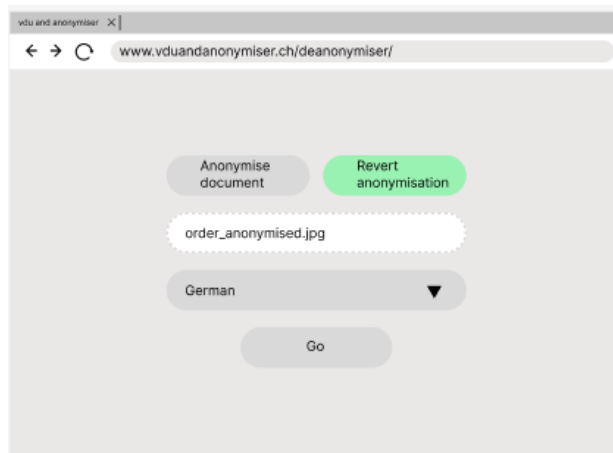 vdu and anonymiser
www.vduandanonymiser.ch/deanonymiser/
Anonymise
document
Revert
anonymisation
order_anonymised.jpg
German
Go